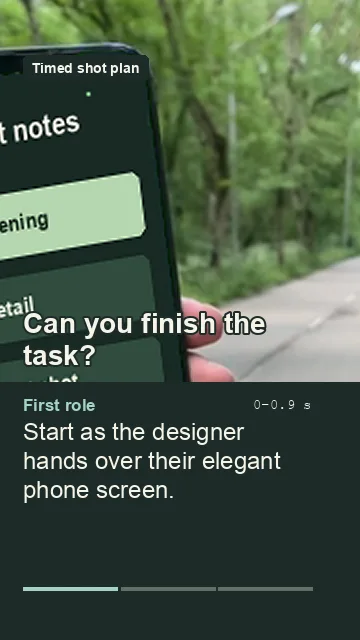 Timed shot plan
t notes
ening
etail
Can you finish the
task?
First role
0–0.9 s
Start as the designer
hands over their elegant
phone screen.